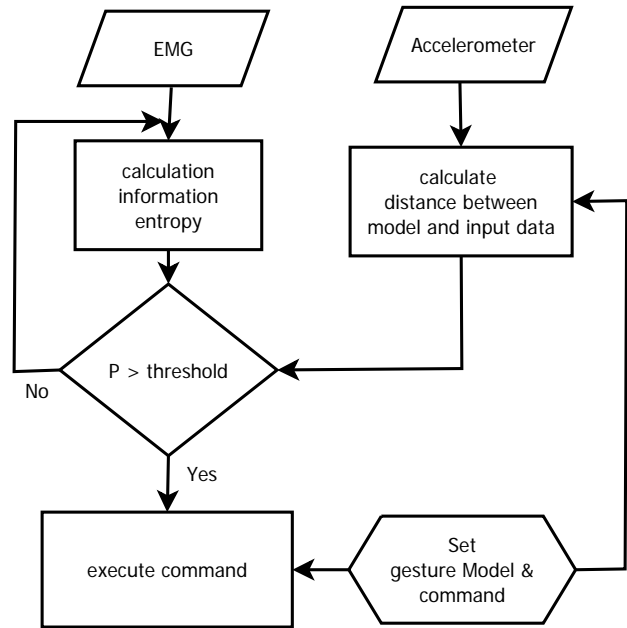 EMG
Accelerometer
calculation
information
entropy
calculate
distance between
model and input data
P > threshold
No
Yes
execute command
Set
gesture Model &
command